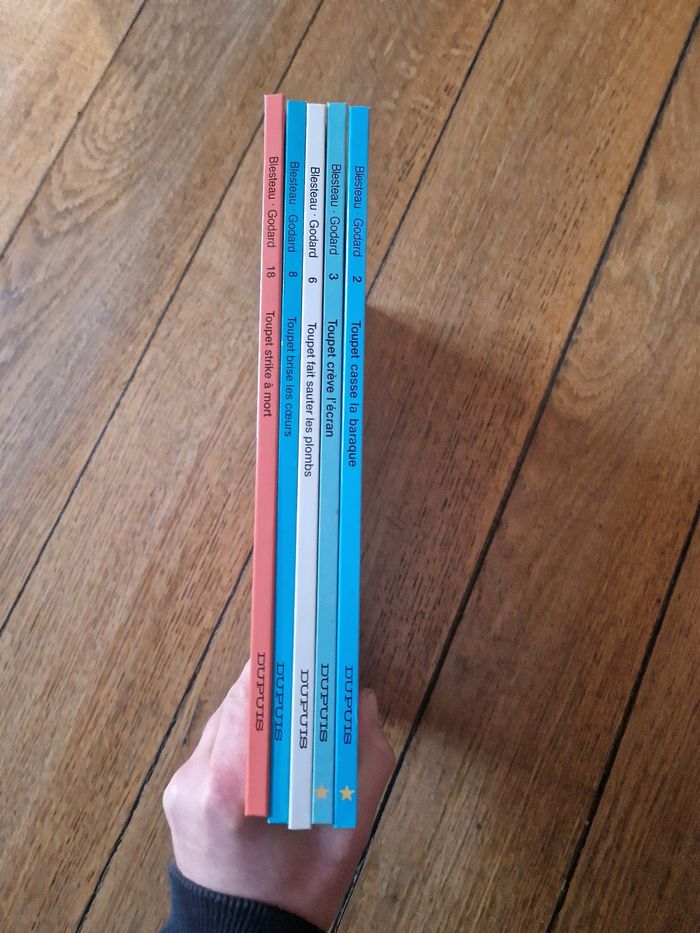 Blesteau · Godard 18 Toupet strike à mort DUPUIS
Blesteau · Godard 8 Toupet brise les cœurs DUPUIS
Blesteau · Godard 6 Toupet fait sauter les plombs DUPUIS
Blesteau · Godard 3 Toupet crève l'écran DUPUIS
Blesteau · Godard 2 Toupet casse la baraque DUPUIS